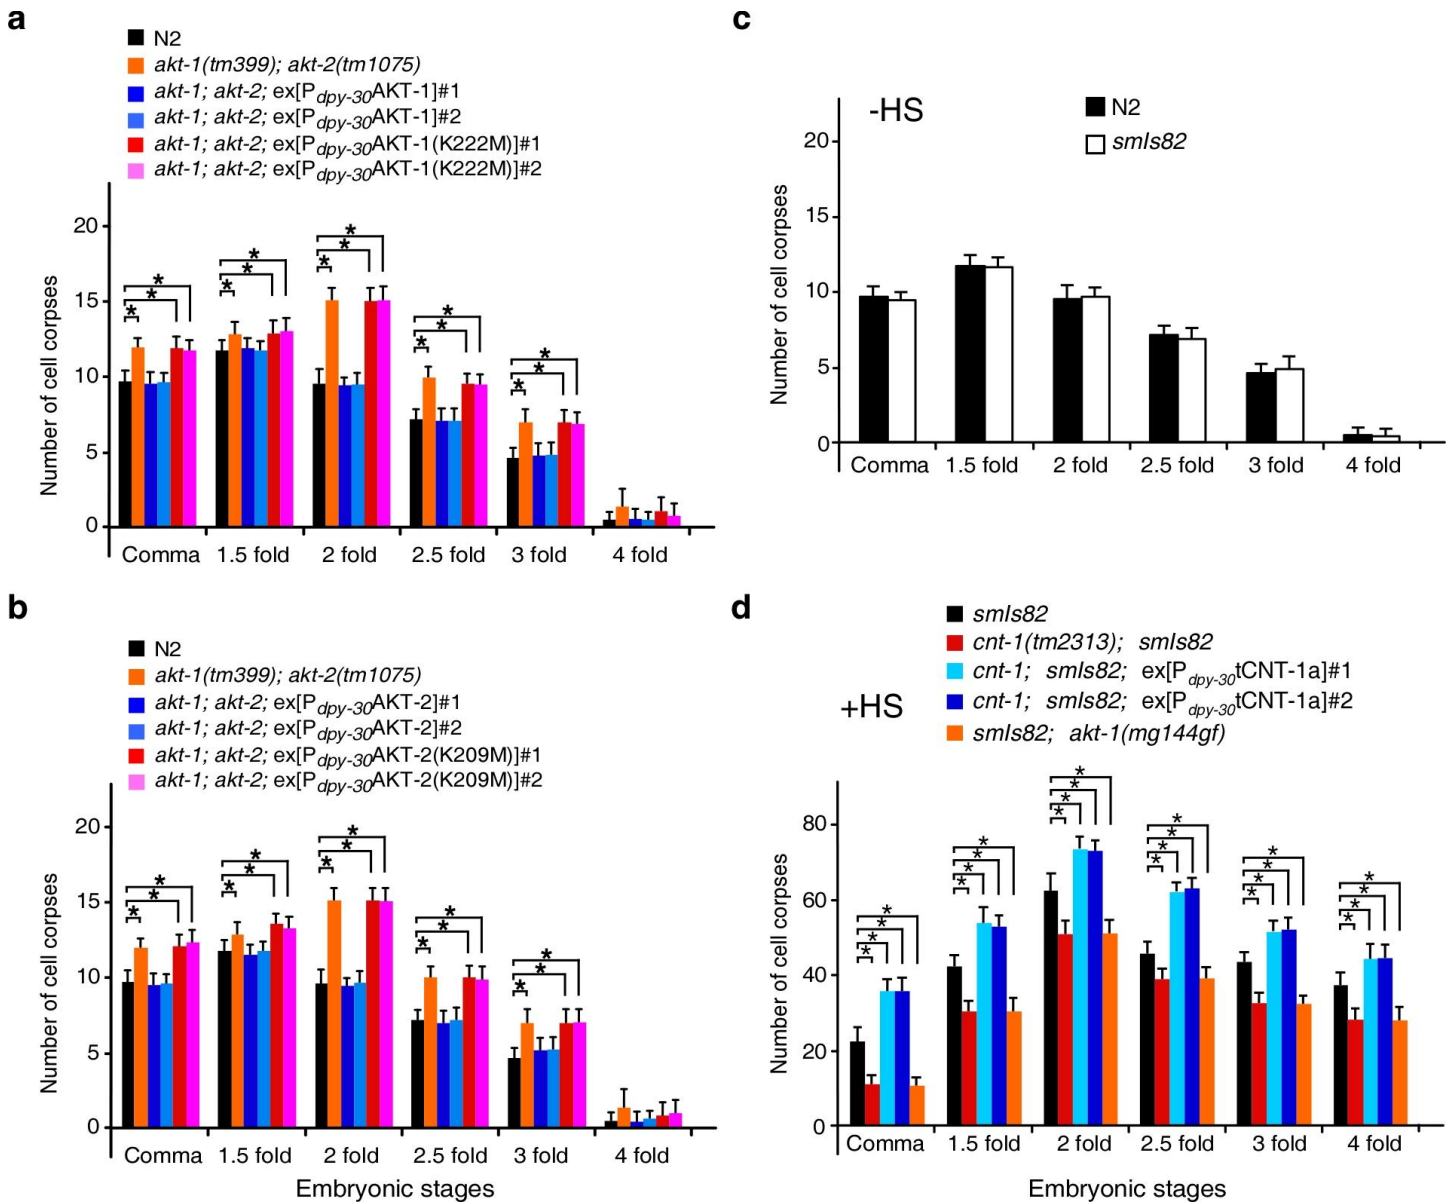 a
N2
akt-1(tm399); akt-2(tm1075)
akt-1; akt-2; ex[Pdpy-30AKT-1]#1
akt-1; akt-2; ex[Pdpy-30AKT-1]#2
akt-1; akt-2; ex[Pdpy-30AKT-1(K222M)]#1
akt-1; akt-2; ex[Pdpy-30AKT-1(K222M)]#2
Number of cell corpses
20
15
10
5
0
* * * * * * * * * * * * * * *
Comma 1.5 fold 2 fold 2.5 fold 3 fold 4 fold
b
N2
akt-1(tm399); akt-2(tm1075)
akt-1; akt-2; ex[Pdpy-30AKT-2]#1
akt-1; akt-2; ex[Pdpy-30AKT-2]#2
akt-1; akt-2; ex[Pdpy-30AKT-2(K209M)]#1
akt-1; akt-2; ex[Pdpy-30AKT-2(K209M)]#2
Number of cell corpses
20
15
10
5
0
* * * * * * * * * * * * * * *
Comma 1.5 fold 2 fold 2.5 fold 3 fold 4 fold
Embryonic stages
c
-HS
N2
smIs82
Number of cell corpses
20
15
10
5
0
Comma 1.5 fold 2 fold 2.5 fold 3 fold 4 fold
d
+HS
smIs82
cnt-1(tm2313); smIs82
cnt-1; smIs82; ex[Pdpy-30tCNT-1a]#1
cnt-1; smIs82; ex[Pdpy-30tCNT-1a]#2
smIs82; akt-1(mg144gf)
Number of cell corpses
80
60
40
20
0
* * * * * * * * * * * * * * * * * * * * * * * *
Comma 1.5 fold 2 fold 2.5 fold 3 fold 4 fold
Embryonic stages